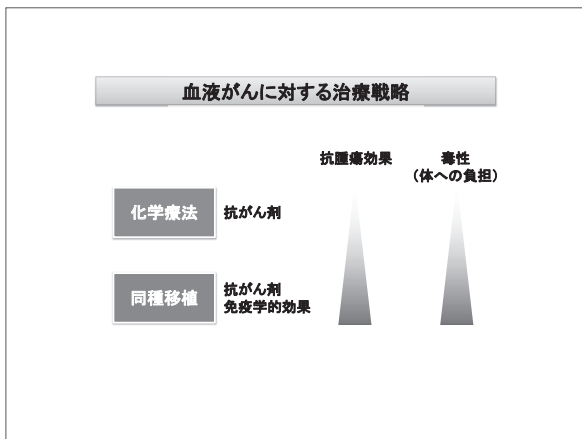 血液がんに対する治療戦略
抗腫瘍効果
毒性
（体への負担）
化学療法
抗がん剤
同種移植
抗がん剤
免疫学的効果